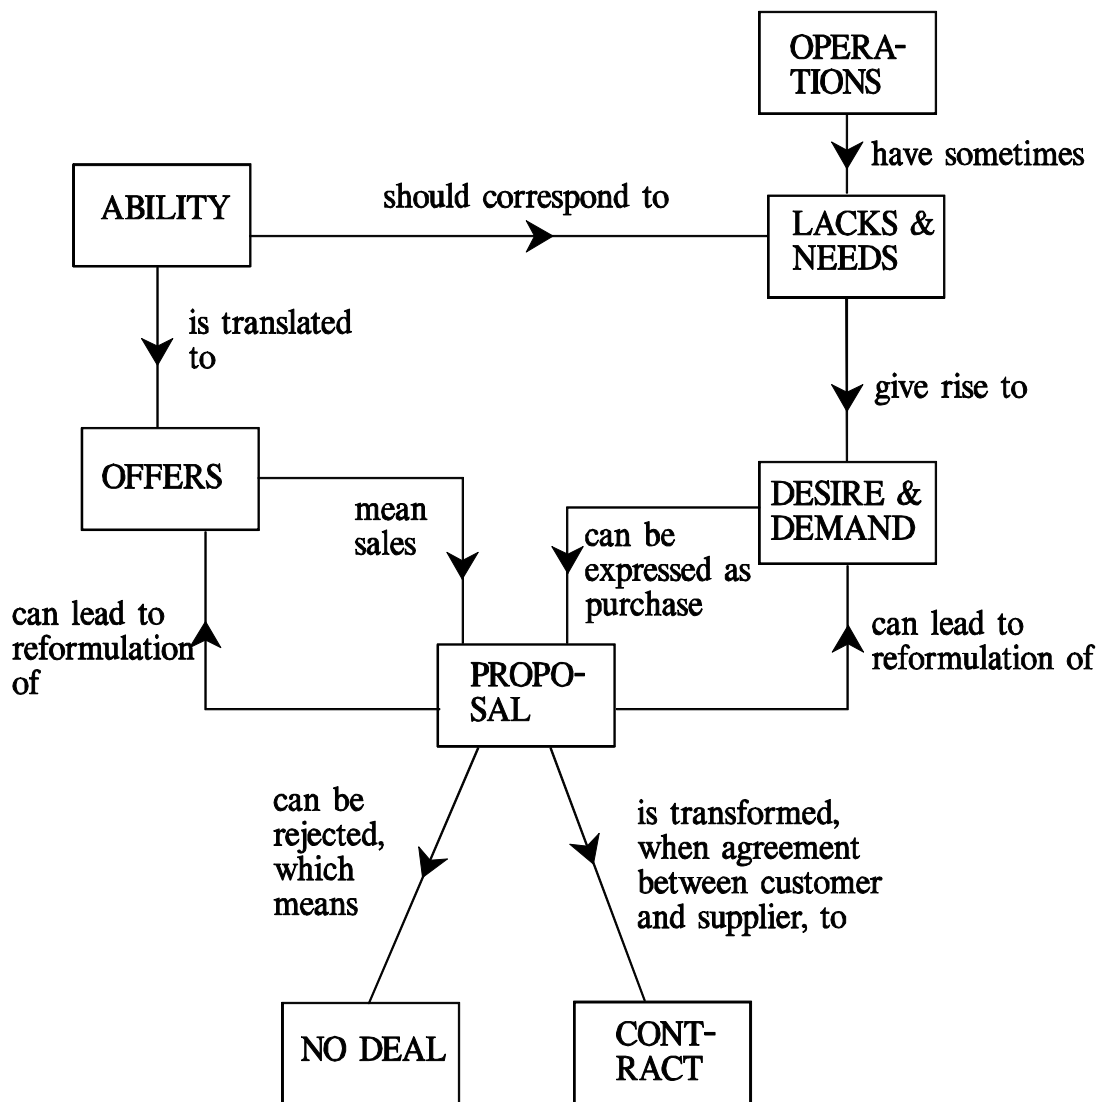 OPERA-
TIONS
have sometimes
ABILITY
should correspond to
LACKS &
NEEDS
is translated
to
give rise to
OFFERS
mean
sales
DESIRE &
DEMAND
can be
expressed as
purchase
can lead to
reformulation
of
can lead to
reformulation of
PROPO-
SAL
can be
rejected,
which
means
is transformed,
when agreement
between customer
and supplier, to
NO DEAL
CONT-
RACT